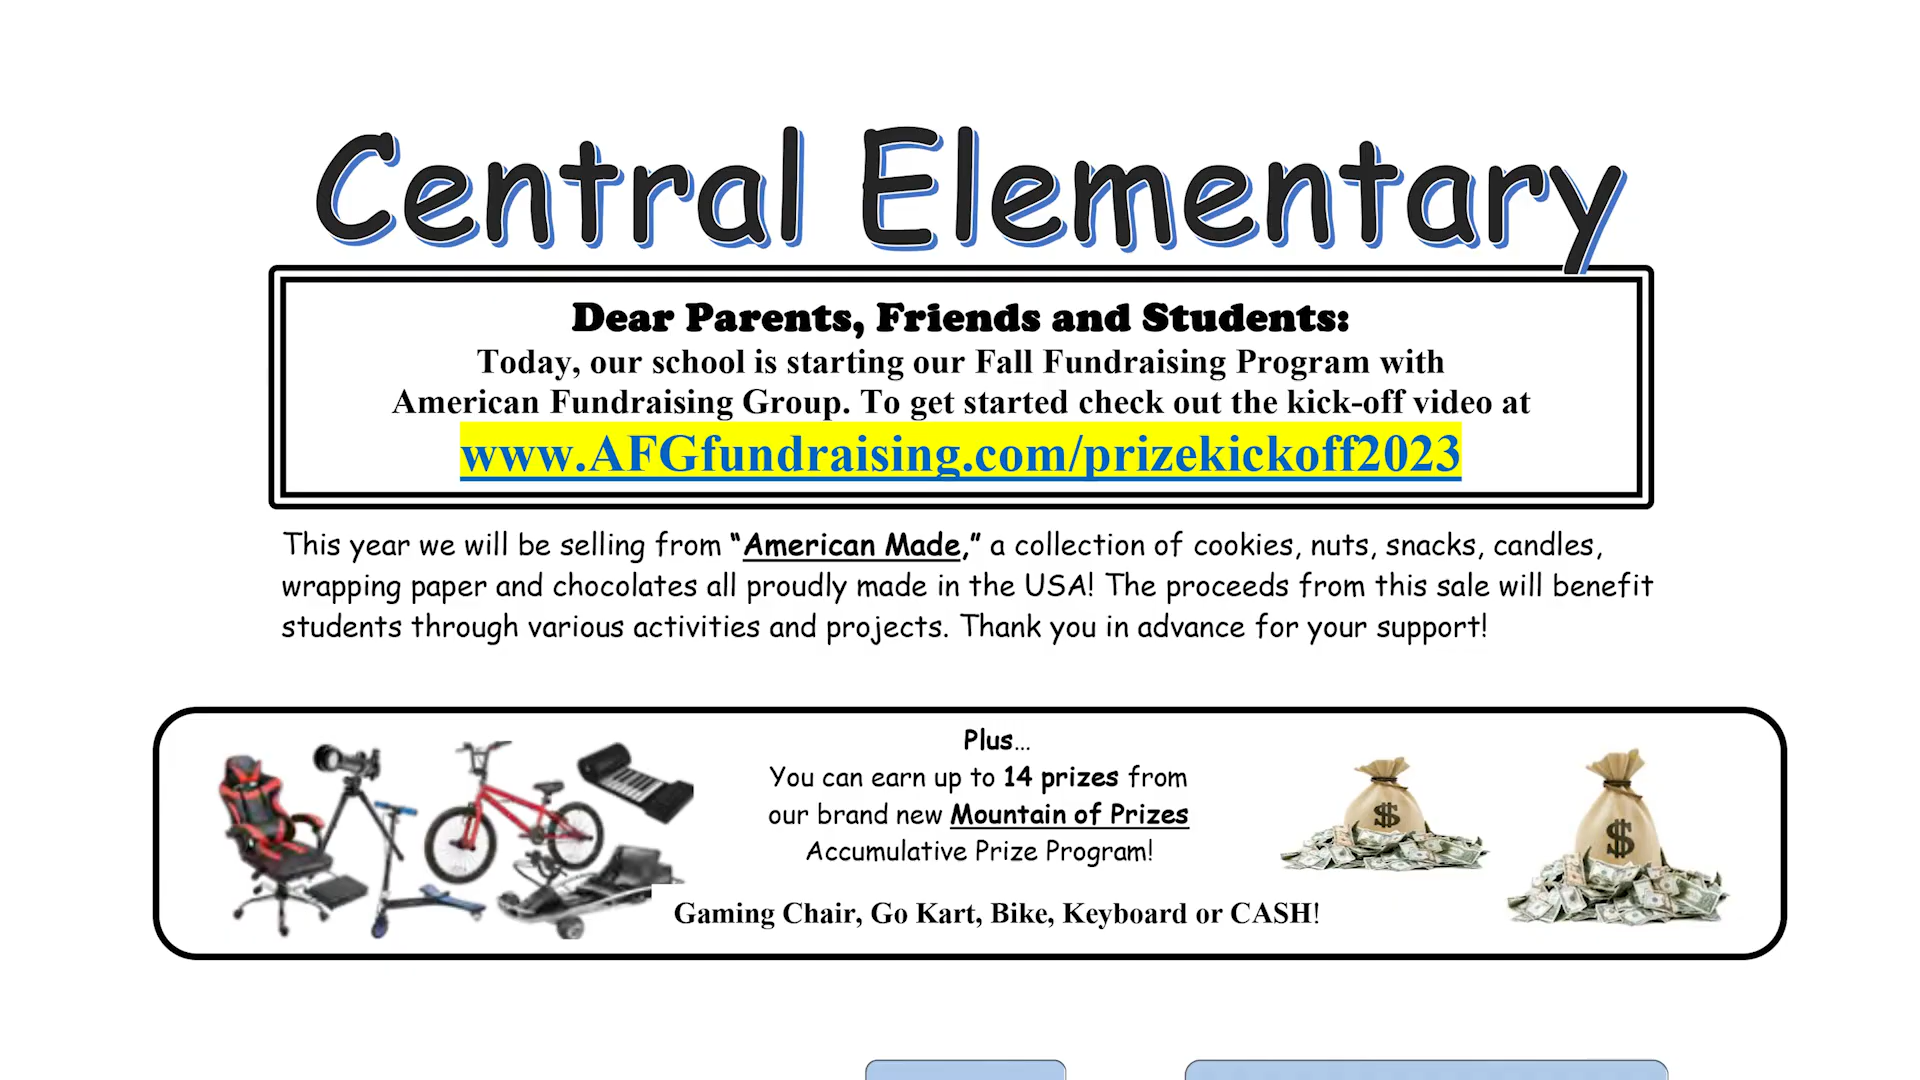 Central Elementary
Dear Parents, Friends and Students:
Today, our school is starting our Fall Fundraising Program with
American Fundraising Group. To get started check out the kick-off video at
www.AFGfundraising.com/prizekickoff2023
This year we will be selling from “American Made,” a collection of cookies, nuts, snacks, candles,
wrapping paper and chocolates all proudly made in the USA! The proceeds from this sale will benefit
students through various activities and projects. Thank you in advance for your support!
Plus…
You can earn up to 14 prizes from
our brand new Mountain of Prizes
Accumulative Prize Program!
Gaming Chair, Go Kart, Bike, Keyboard or CASH!
$
$